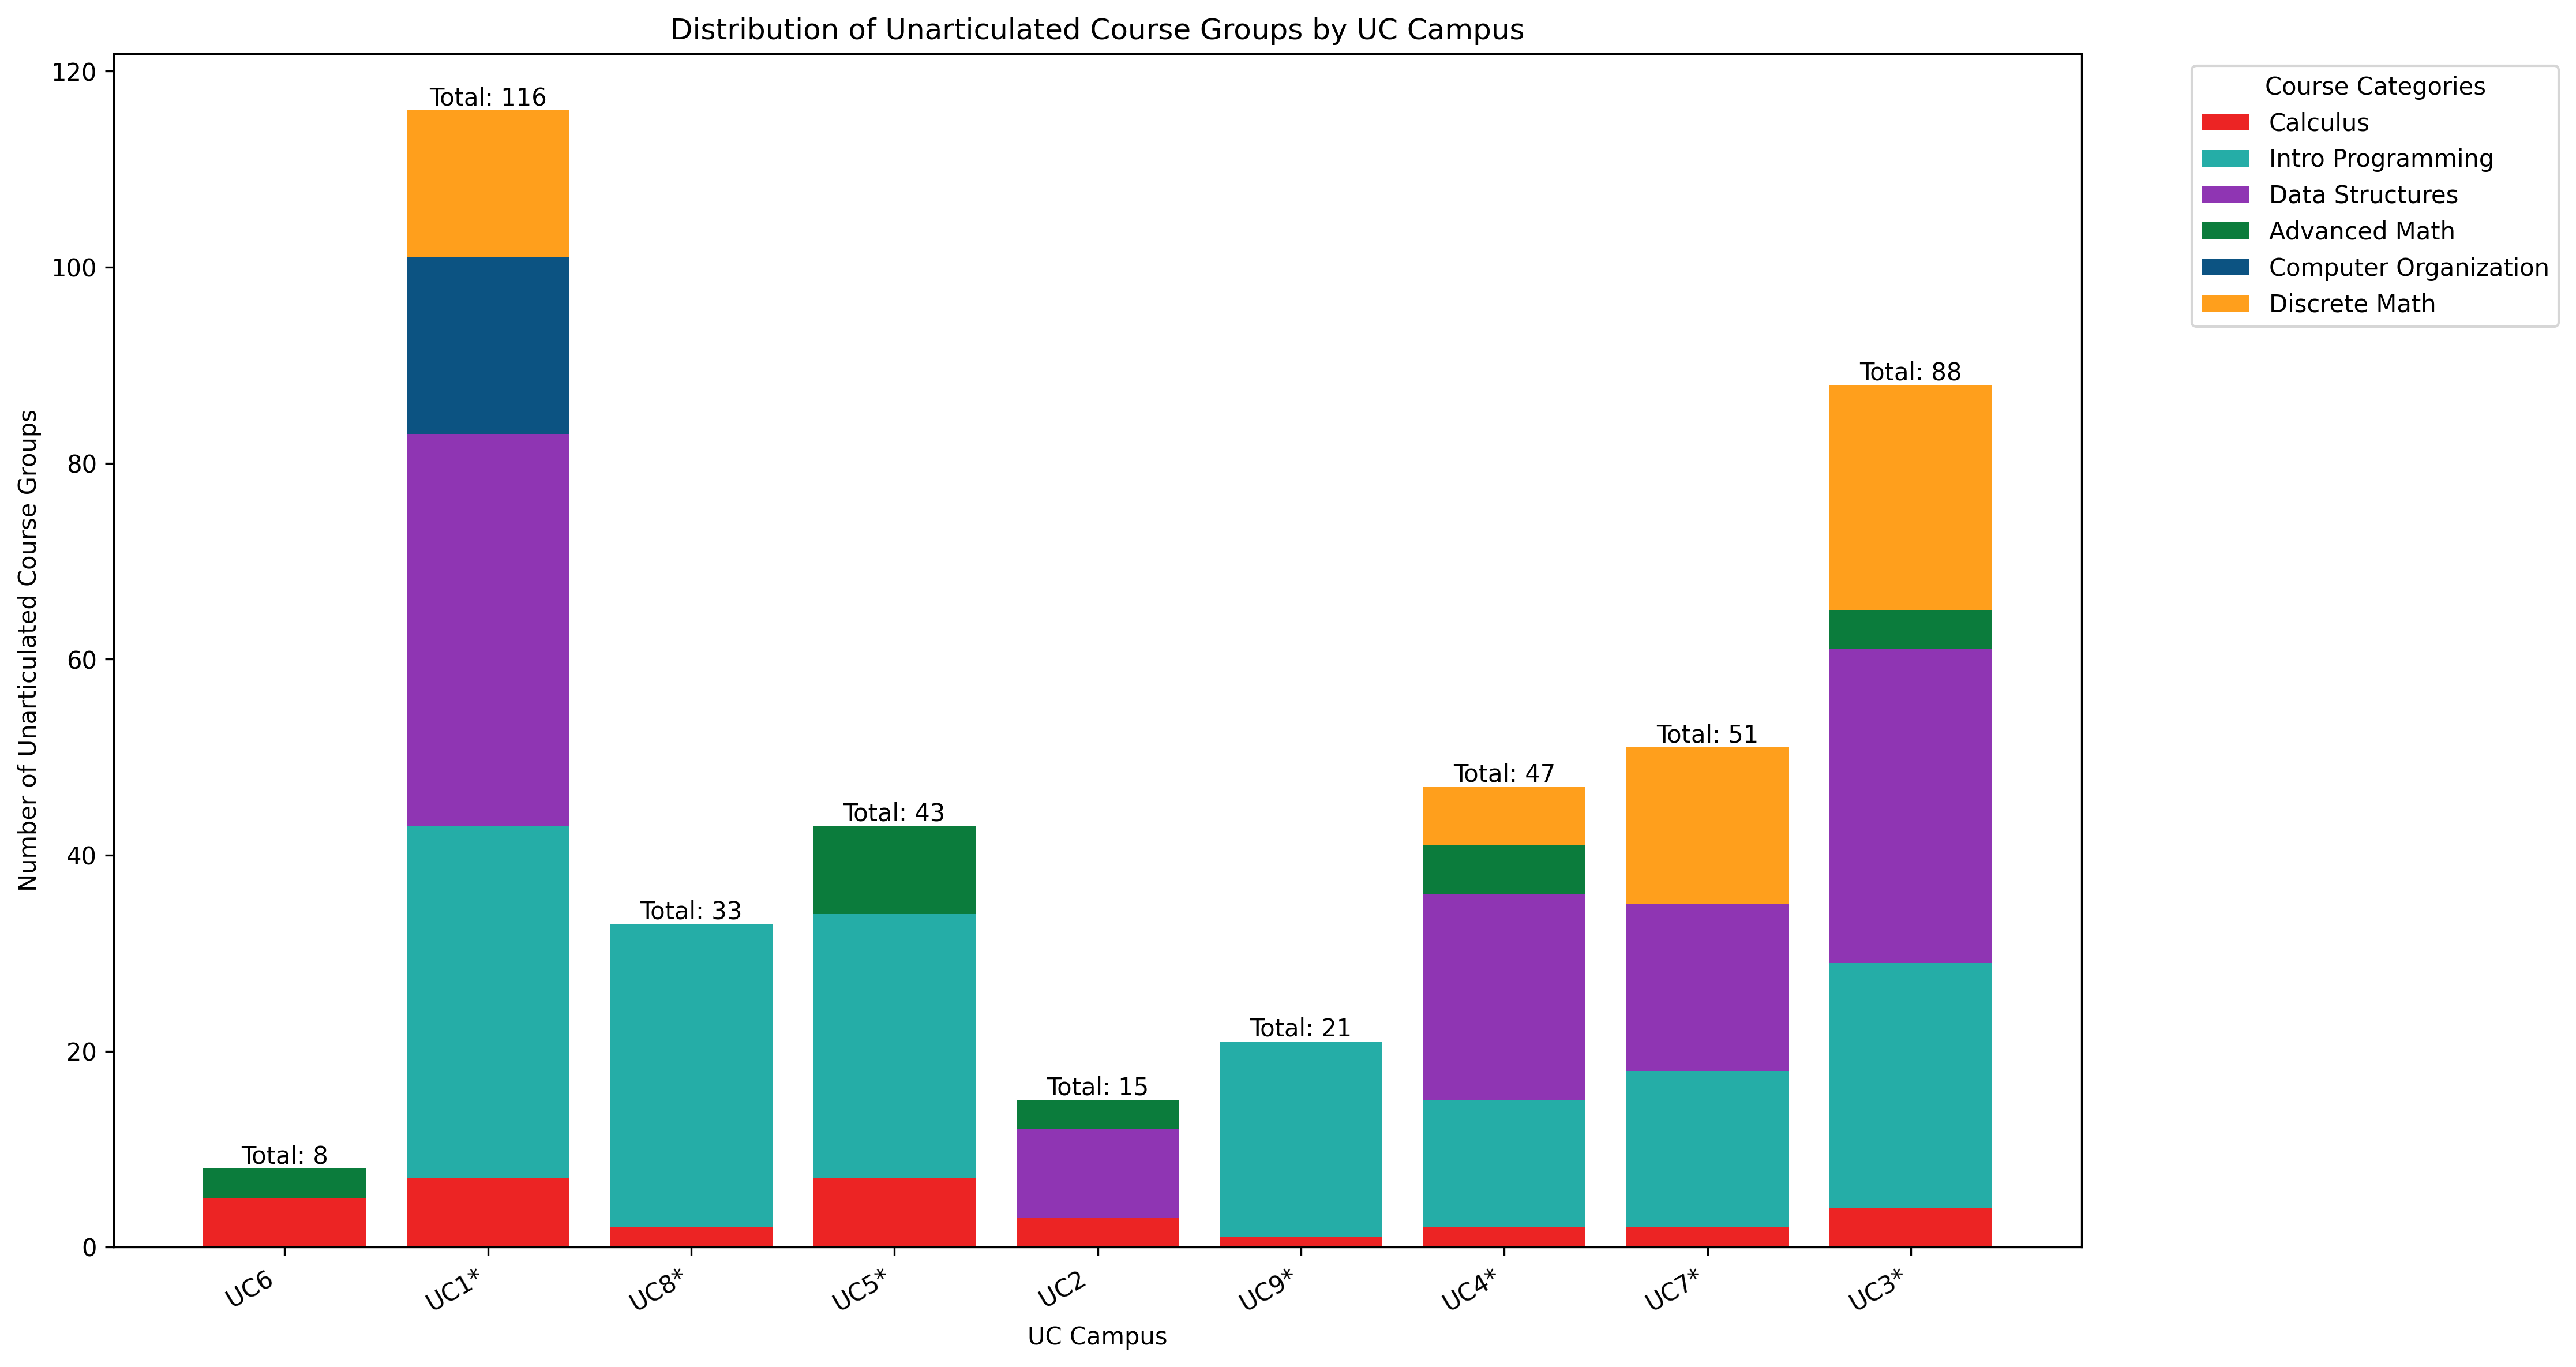 Distribution of Unarticulated Course Groups by UC Campus
Number of Unarticulated Course Groups
120
100
80
60
40
20
0
Total: 8
Total: 116
Total: 33
Total: 43
Total: 15
Total: 21
Total: 47
Total: 51
Total: 88
UC6
UC1*
UC8*
UC5*
UC2
UC9*
UC4*
UC7*
UC3*
UC Campus
Course Categories
Calculus
Intro Programming
Data Structures
Advanced Math
Computer Organization
Discrete Math